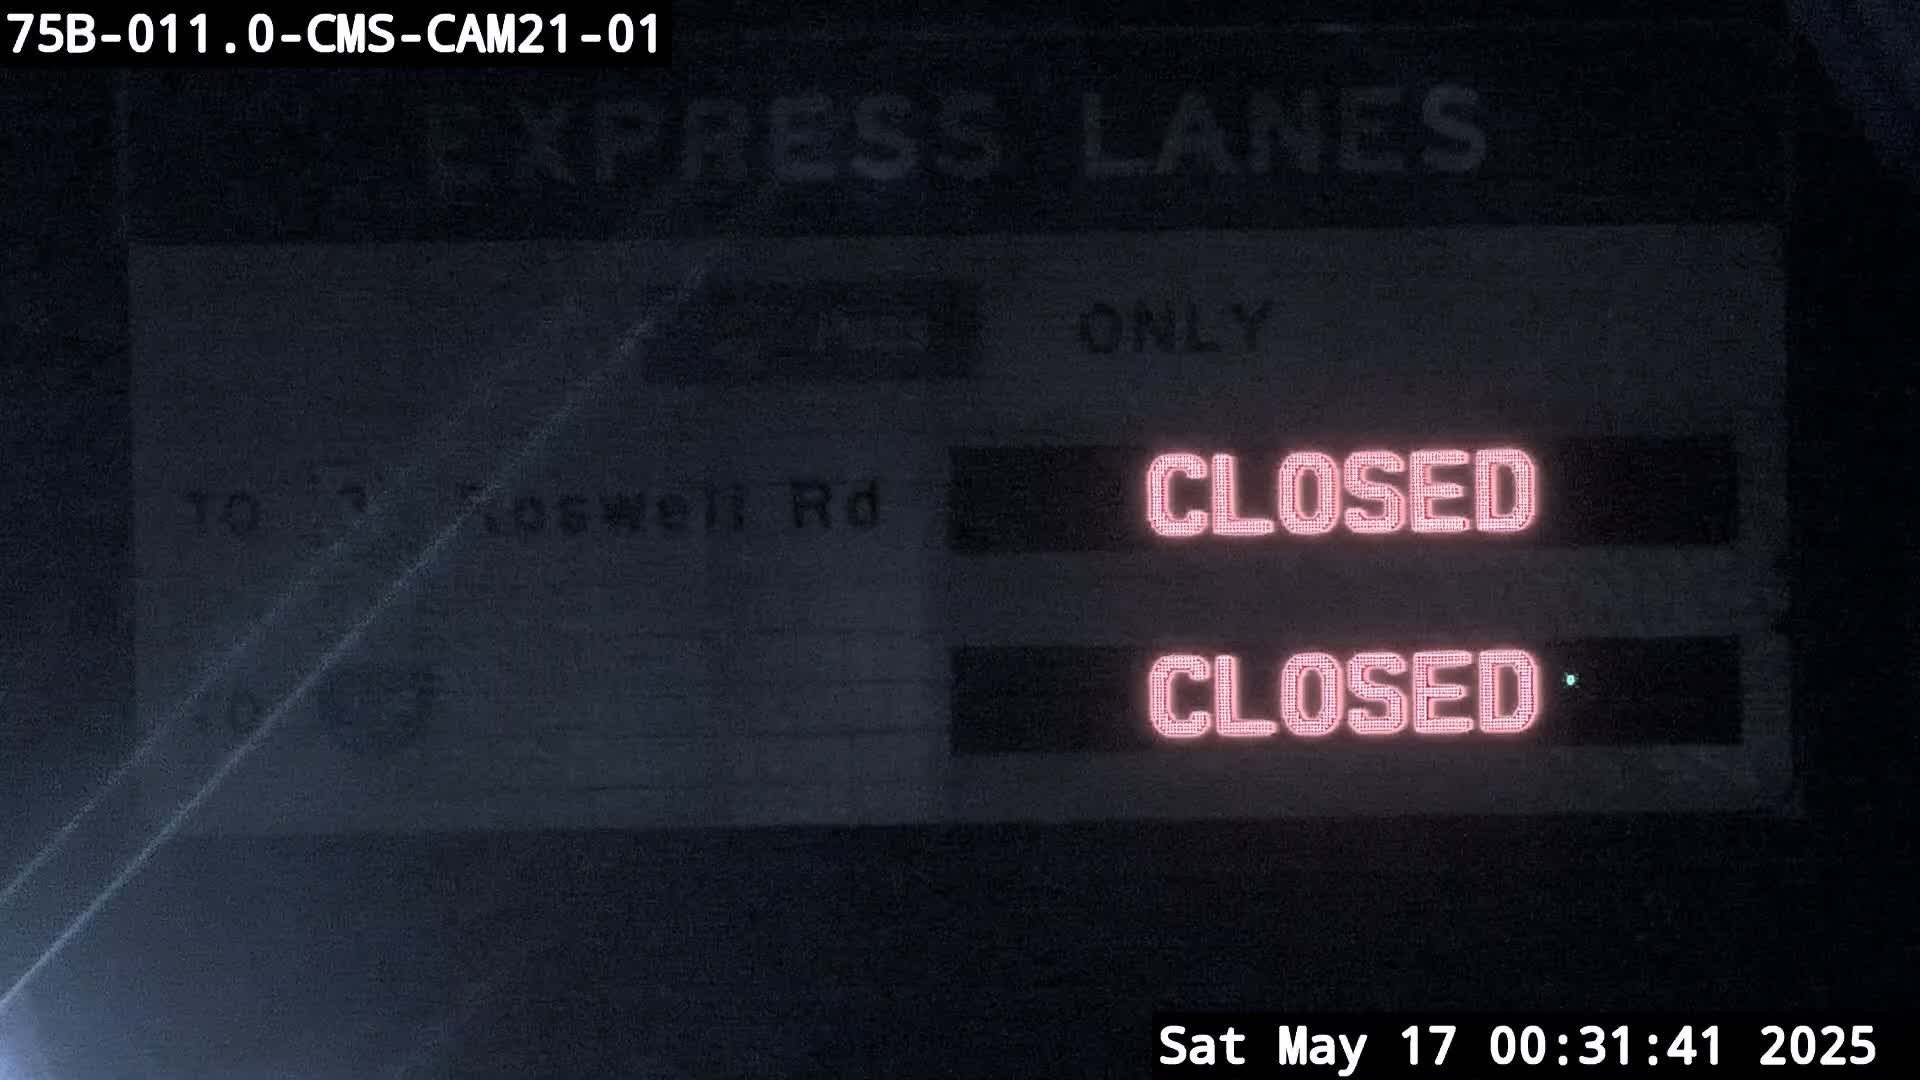 75B-011.0-CMS-CAM21-01
EXPRESS LANES
ONLY
TO Roswell Rd CLOSED
CLOSED
Sat May 17 00:31:41 2025